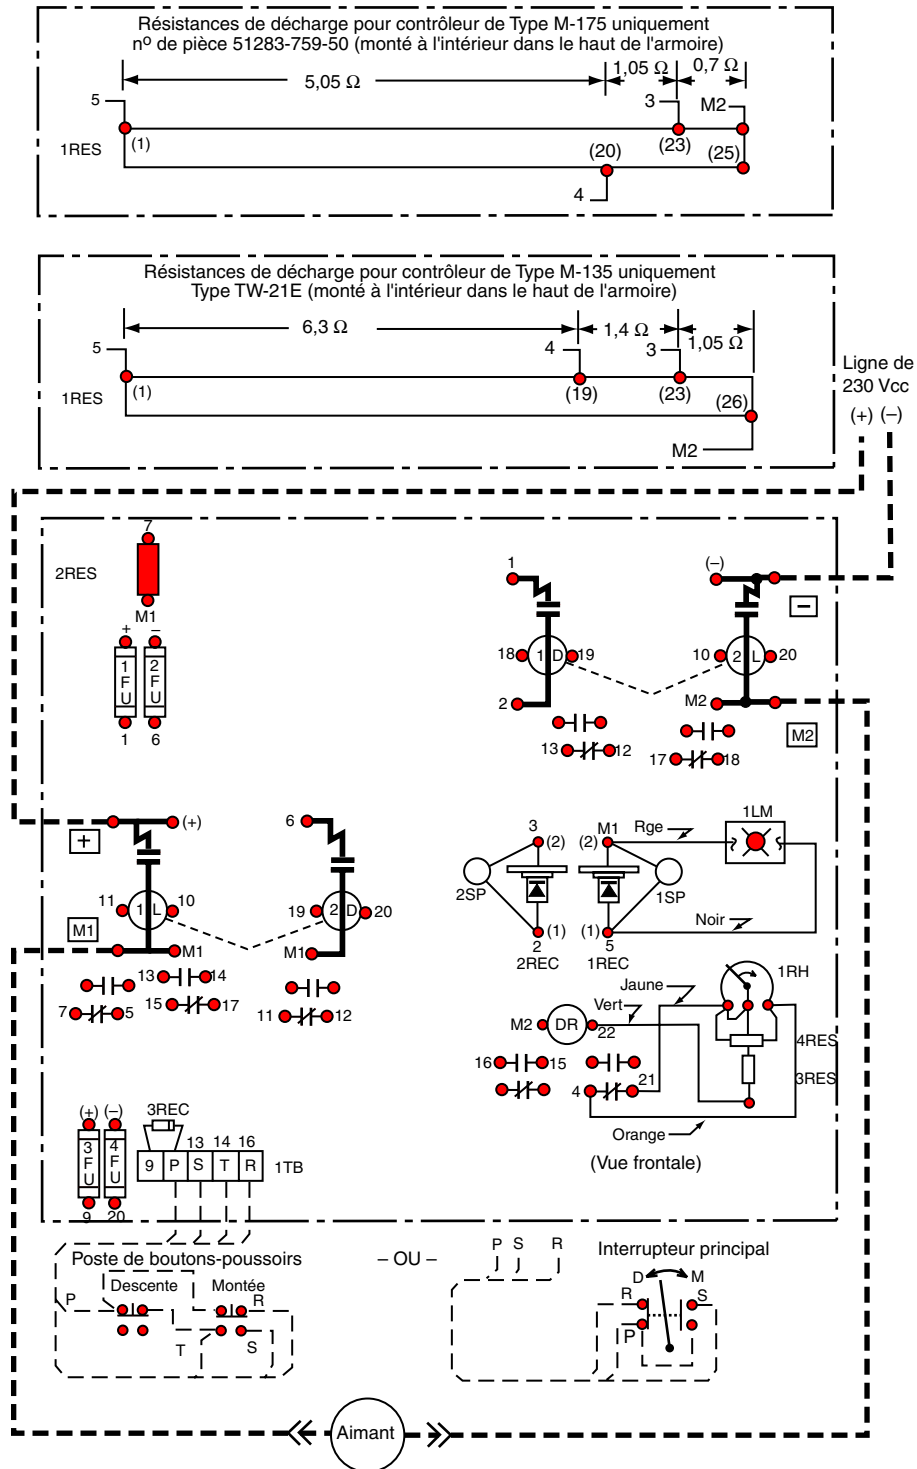 Résistances de décharge pour contrôleur de Type M-175 uniquement
nº de pièce 51283-759-50 (monté à l'intérieur dans le haut de l'armoire)
5,05 Ω
1,05 Ω
0,7 Ω
5
3
M2
1RES
(1)
(20)
(23)
(25)
4
Résistances de décharge pour contrôleur de Type M-135 uniquement
Type TW-21E (monté à l'intérieur dans le haut de l'armoire)
6,3 Ω
1,4 Ω
1,05 Ω
5
4
3
1RES
(1)
(19)
(23)
(26)
M2
Ligne de
230 Vcc
(+) (–)
7
2RES
M1
+ –
1FU
2FU
1 6
1
(–)
–
18 1 D 19
10 2 L 20
2
M2
M2
13 12
17 18
+
(+)
6
11 1 L 10
19 2 D 20
M1
M1
M1
13 14
7 5
15 17
11 12
3 (2)
M1
(2)
Rge
1LM
2SP
1SP
Noir
(1)
2
2REC
(1)
5
1REC
Jaune
Vert
1RH
M2 DR 22
16 15
4 21
4RES
3RES
Orange
(Vue frontale)
(+) (–)
3FU
4FU
9 20
3REC
13 14 16
9 P S T R
1TB
Poste de boutons-poussoirs
– OU –
P S R
Interrupteur principal
Descente
Montée
P
R
T
S
D M
R
S
P
Aimant